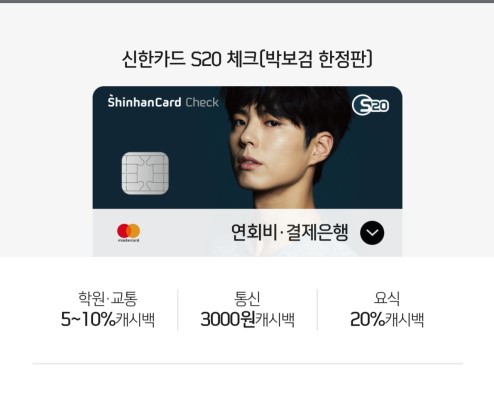 신한카드 S20 체크(박보검 한정판)
ShinhanCard Check
S20
mastercard
연회비·결제은행
학원·교통
5~10%캐시백
통신
3000원캐시백
요식
20%캐시백